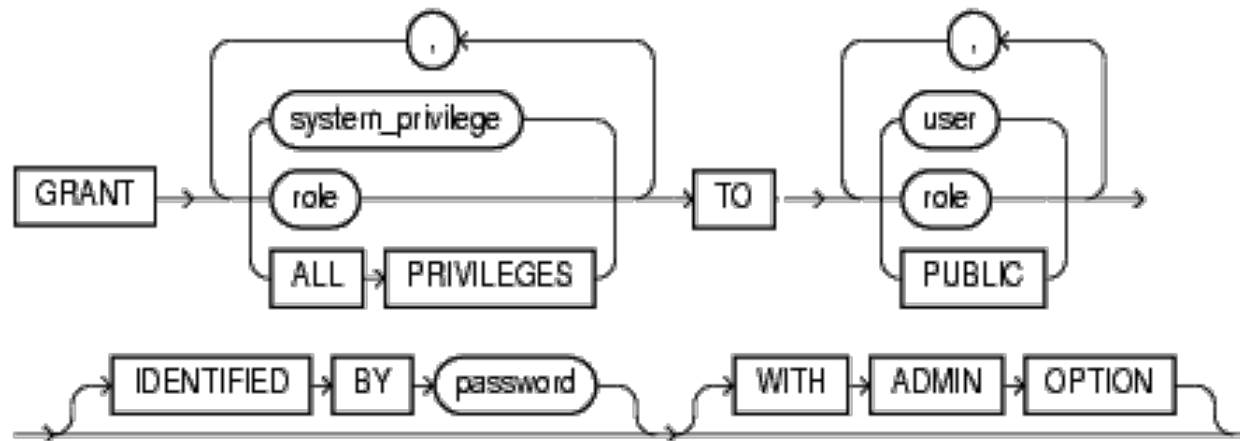 , ,
system_privilege user
GRANT role TO role
ALL PRIVILEGES PUBLIC
IDENTIFIED BY password WITH ADMIN OPTION